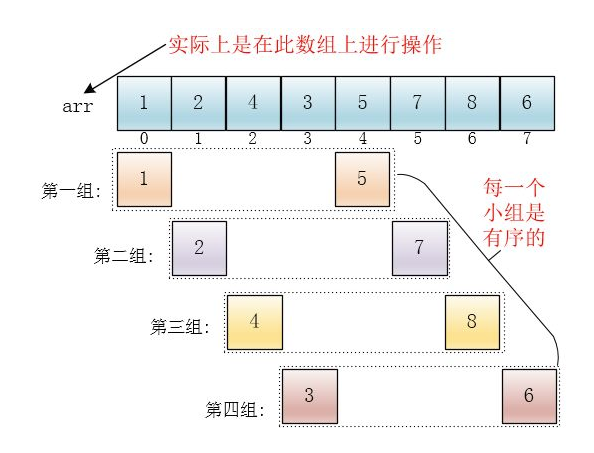 实际上是在此数组上进行操作
arr 1 2 4 3 5 7 8 6
0 1 2 3 4 5 6 7
第一组: 1 5
每一个
小组是
有序的
第二组: 2 7
第三组: 4 8
第四组: 3 6